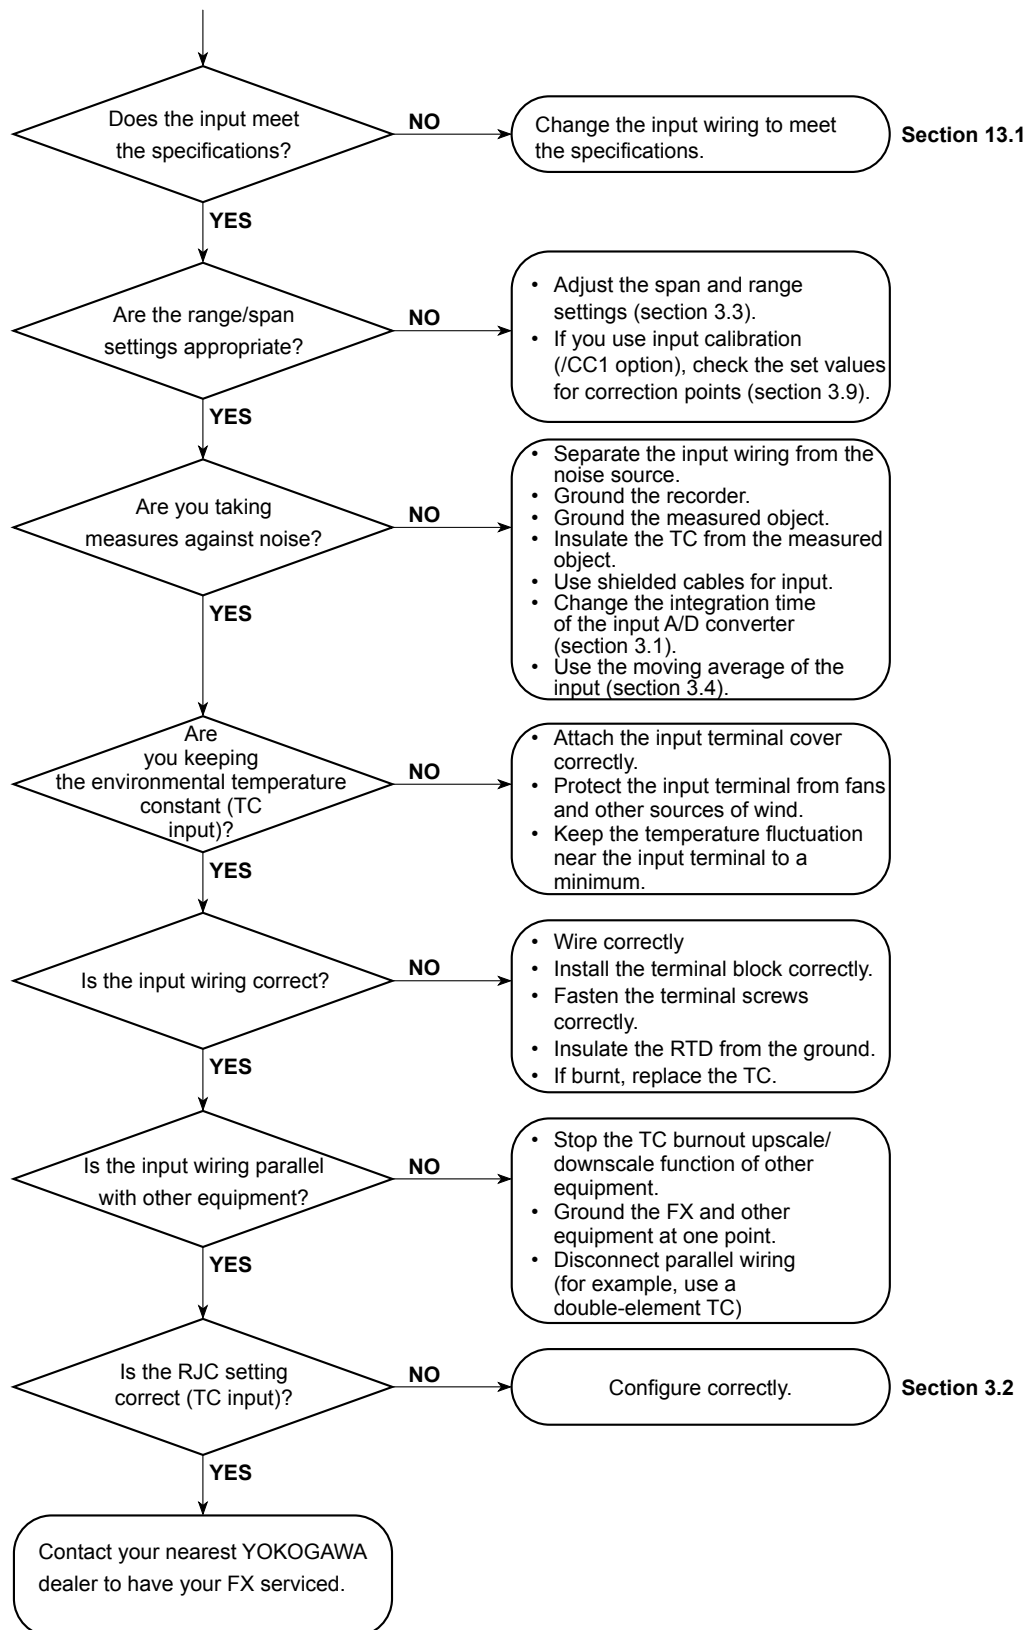 Does the input meet
the specifications?
NO
Change the input wiring to meet
the specifications.
Section 13.1
YES
Are the range/span
settings appropriate?
NO
• Adjust the span and range
settings (section 3.3).
• If you use input calibration
(/CC1 option), check the set values
for correction points (section 3.9).
YES
Are you taking
measures against noise?
NO
• Separate the input wiring from the
noise source.
• Ground the recorder.
• Ground the measured object.
• Insulate the TC from the measured
object.
• Use shielded cables for input.
• Change the integration time
of the input A/D converter
(section 3.1).
• Use the moving average of the
input (section 3.4).
YES
Are
you keeping
the environmental temperature
constant (TC
input)?
NO
• Attach the input terminal cover
correctly.
• Protect the input terminal from fans
and other sources of wind.
• Keep the temperature fluctuation
near the input terminal to a
minimum.
YES
Is the input wiring correct?
NO
• Wire correctly
• Install the terminal block correctly.
• Fasten the terminal screws
correctly.
• Insulate the RTD from the ground.
• If burnt, replace the TC.
YES
Is the input wiring parallel
with other equipment?
NO
• Stop the TC burnout upscale/
downscale function of other
equipment.
• Ground the FX and other
equipment at one point.
• Disconnect parallel wiring
(for example, use a
double-element TC)
YES
Is the RJC setting
correct (TC input)?
NO
Configure correctly.
Section 3.2
YES
Contact your nearest YOKOGAWA
dealer to have your FX serviced.